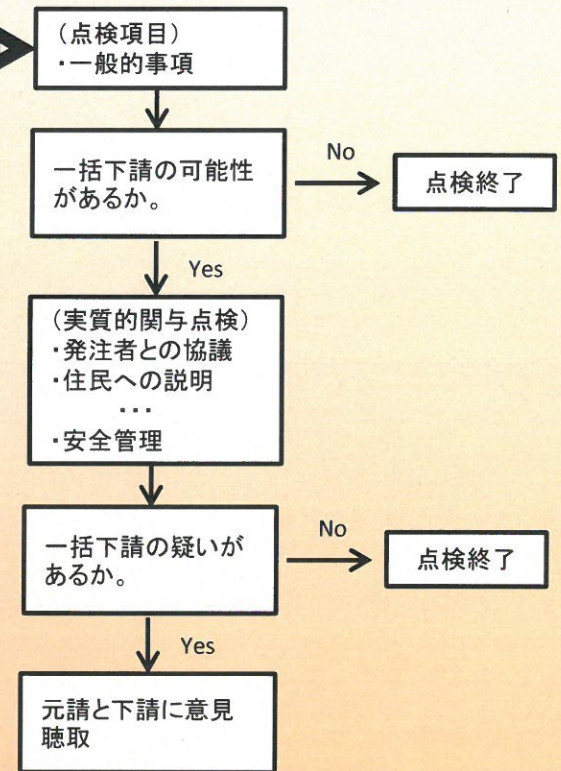 (点検項目)
・一般的事項
一括下請の可能性
があるか。
No
点検終了
Yes
(実質的関与点検)
・発注者との協議
・住民への説明
・・・
・安全管理
一括下請の疑いが
あるか。
No
点検終了
Yes
元請と下請に意見
聴取